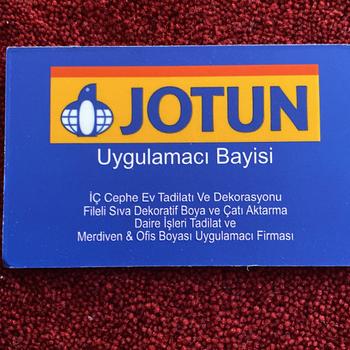 JOTUN
Uygulamacı Bayisi
İÇ Cephe Ev Tadilatı Ve Dekorasyonu
Fileli Sıva Dekoratif Boya ve Çatı Aktarma
Daire İşleri Tadilat ve
Merdiven & Ofis Boyası Uygulamacı Firması